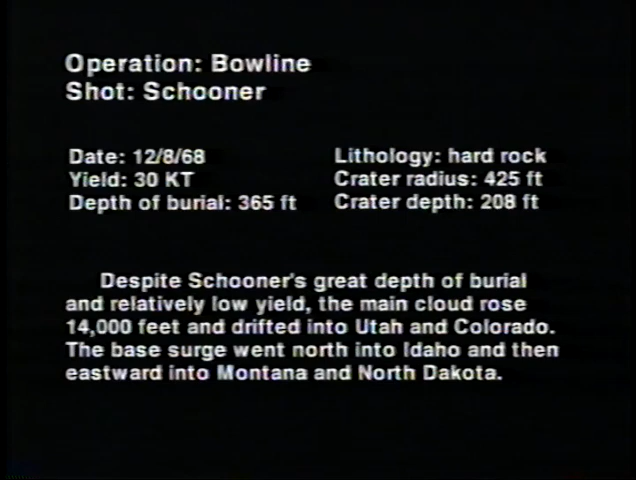 Operation: Bowline
Shot: Schooner
Date: 12/8/68
Yield: 30 KT
Depth of burial: 365 ft
Lithology: hard rock
Crater radius: 425 ft
Crater depth: 208 ft
Despite Schooner's great depth of burial
and relatively low yield, the main cloud rose
14,000 feet and drifted into Utah and Colorado.
The base surge went north into Idaho and then
eastward into Montana and North Dakota.